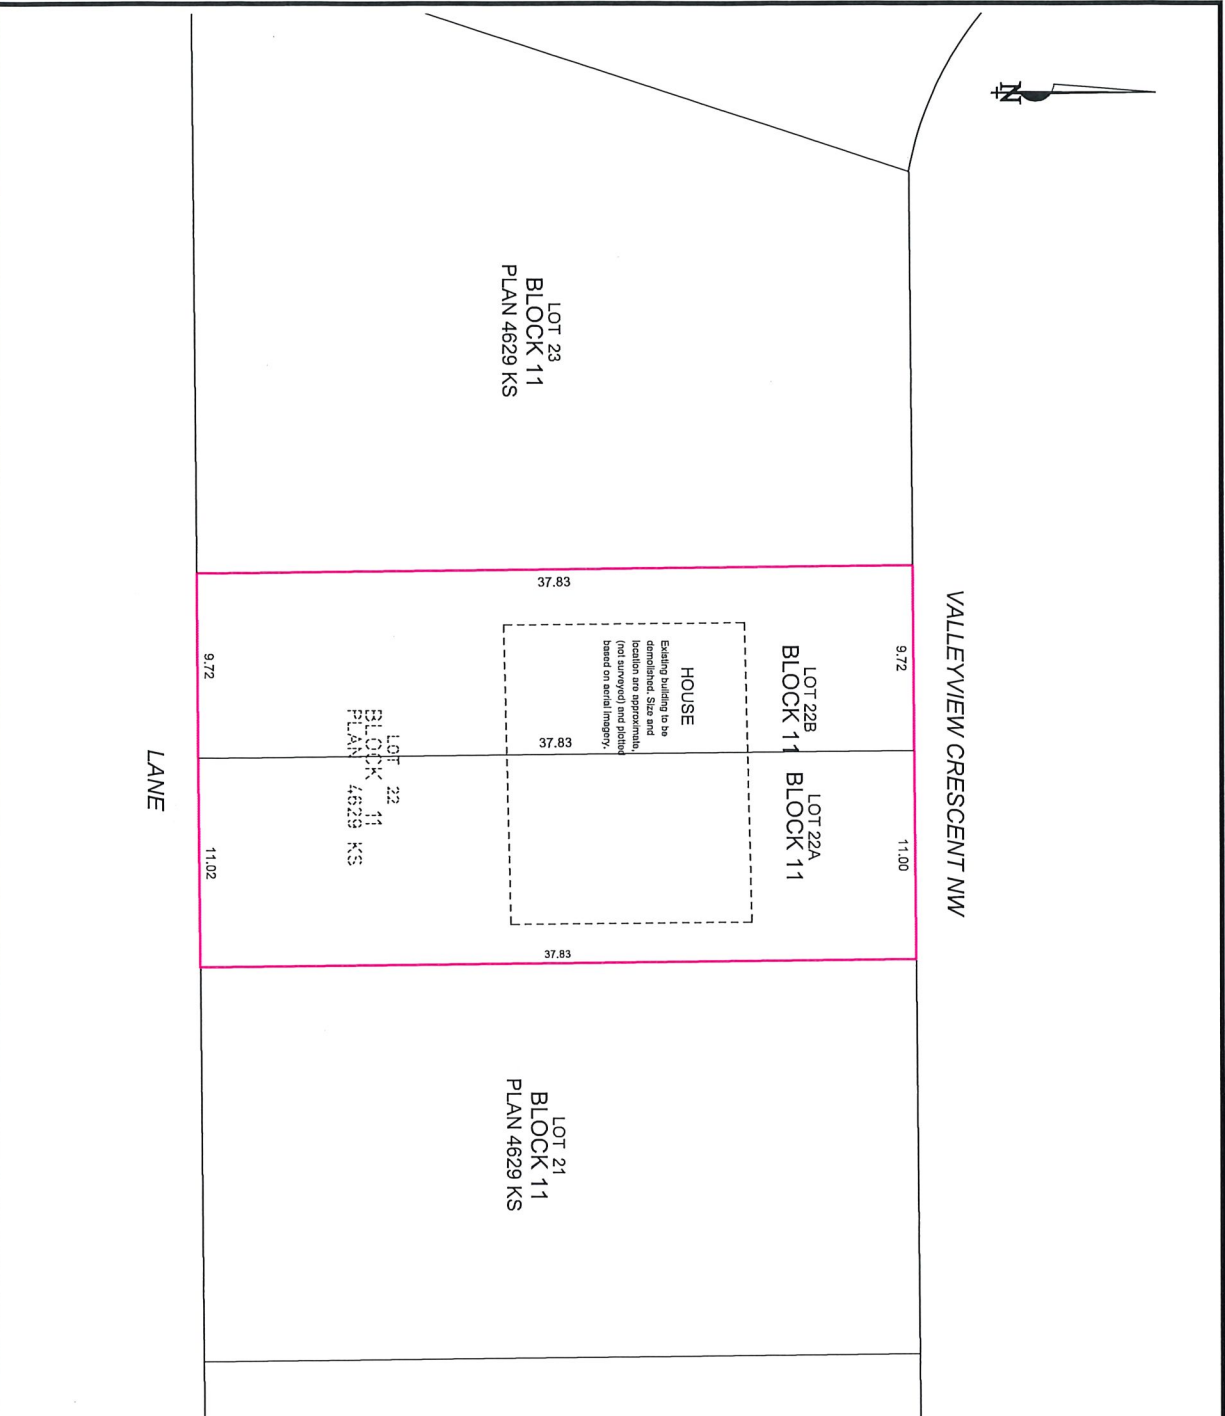 N
VALLEYVIEW CRESCENT NW
LOT 23
BLOCK 11
PLAN 4629 KS
37.83
9.72
LOT 22B
BLOCK 11
HOUSE
Existing building to be
demolished. Size and
location are approximate,
(not surveyed) and plotted
based on aerial imagery.
9.72
37.83
11.00
LOT 22A
BLOCK 11
LOT 22
BLOCK 11
PLAN 4629 KS
11.02
37.83
LOT 21
BLOCK 11
PLAN 4629 KS
LANE